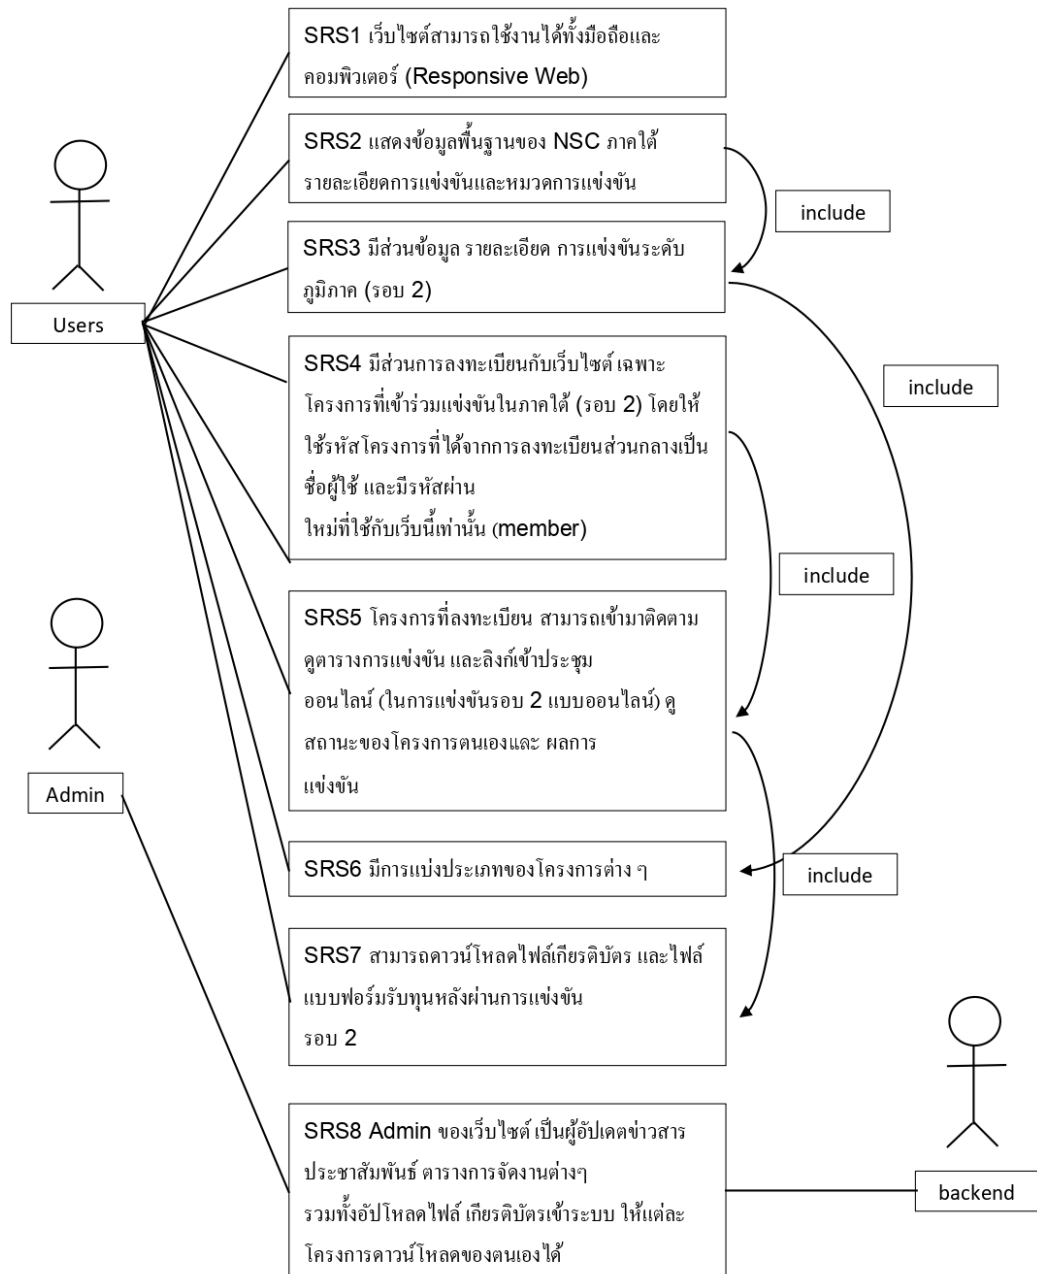 SRS1 เว็บไซต์สามารถใช้งานได้ทั้งมือถือและ
คอมพิวเตอร์ (Responsive Web)
SRS2 แสดงข้อมูลพื้นฐานของ NSC ภาคใต้
รายละเอียดการแข่งขันและหมวดการแข่งขัน
include
SRS3 มีส่วนข้อมูล รายละเอียด การแข่งขันระดับ
ภูมิภาค (รอบ 2)
Users
SRS4 มีส่วนการลงทะเบียนกับเว็บไซต์ เฉพาะ
โครงการที่เข้าร่วมแข่งขันในภาคใต้ (รอบ 2) โดยให้
ใช้รหัสโครงการที่ได้จากการลงทะเบียนส่วนกลางเป็น
ชื่อผู้ใช้ และมีรหัสผ่าน
ใหม่ที่ใช้กับเว็บนี้เท่านั้น (member)
include
include
SRS5 โครงการที่ลงทะเบียน สามารถเข้ามาติดตาม
ดูตารางการแข่งขัน และลิงก์เข้าประชุม
ออนไลน์ (ในการแข่งขันรอบ 2 แบบออนไลน์) ดู
สถานะของโครงการตนเองและ ผลการ
แข่งขัน
Admin
SRS6 มีการแบ่งประเภทของโครงการต่าง ๆ
include
SRS7 สามารถดาวน์โหลดไฟล์เกียรติบัตร และไฟล์
แบบฟอร์มรับทุนหลังผ่านการแข่งขัน
รอบ 2
SRS8 Admin ของเว็บไซต์ เป็นผู้อัปเดตข่าวสาร
ประชาสัมพันธ์ ตารางการจัดงานต่างๆ
รวมทั้งอัปโหลดไฟล์ เกียรติบัตรเข้าระบบ ให้แต่ละ
โครงการดาวน์โหลดของตนเองได้
backend